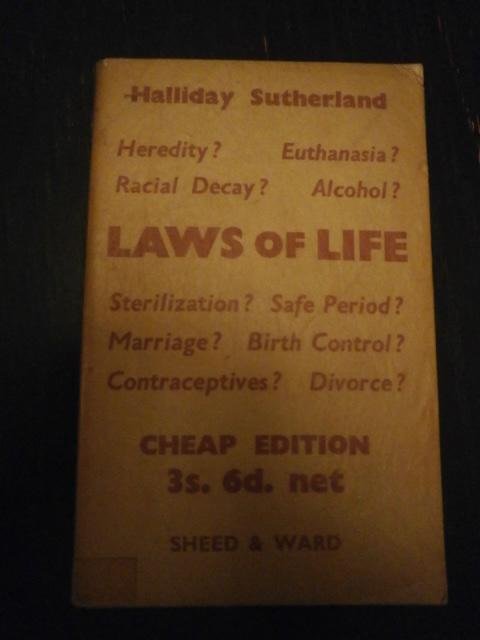 Halliday Sutherland
Heredity? Euthanasia?
Racial Decay? Alcohol?
LAWS OF LIFE
Sterilization? Safe Period?
Marriage? Birth Control?
Contraceptives? Divorce?
CHEAP EDITION
3s. 6d. net
SHEED & WARD